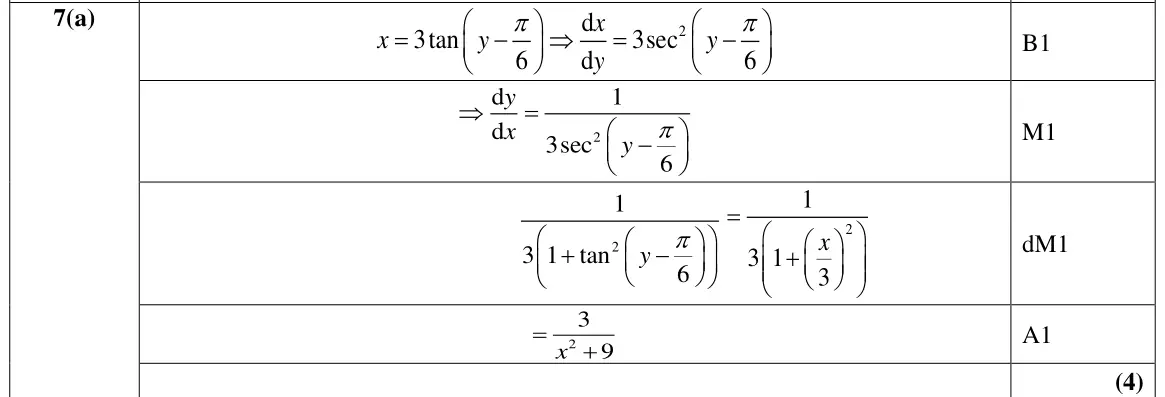 7(a)
x = 3tan(y − π/6) ⇒ dx/dy = 3sec²(y − π/6) B1
⇒ dy/dx = 1/(3sec²(y − π/6)) M1
1/(3(1 + tan²(y − π/6))) = 1/(3(1 + (x/3)²)) dM1
= 3/(x² + 9) A1
(4)